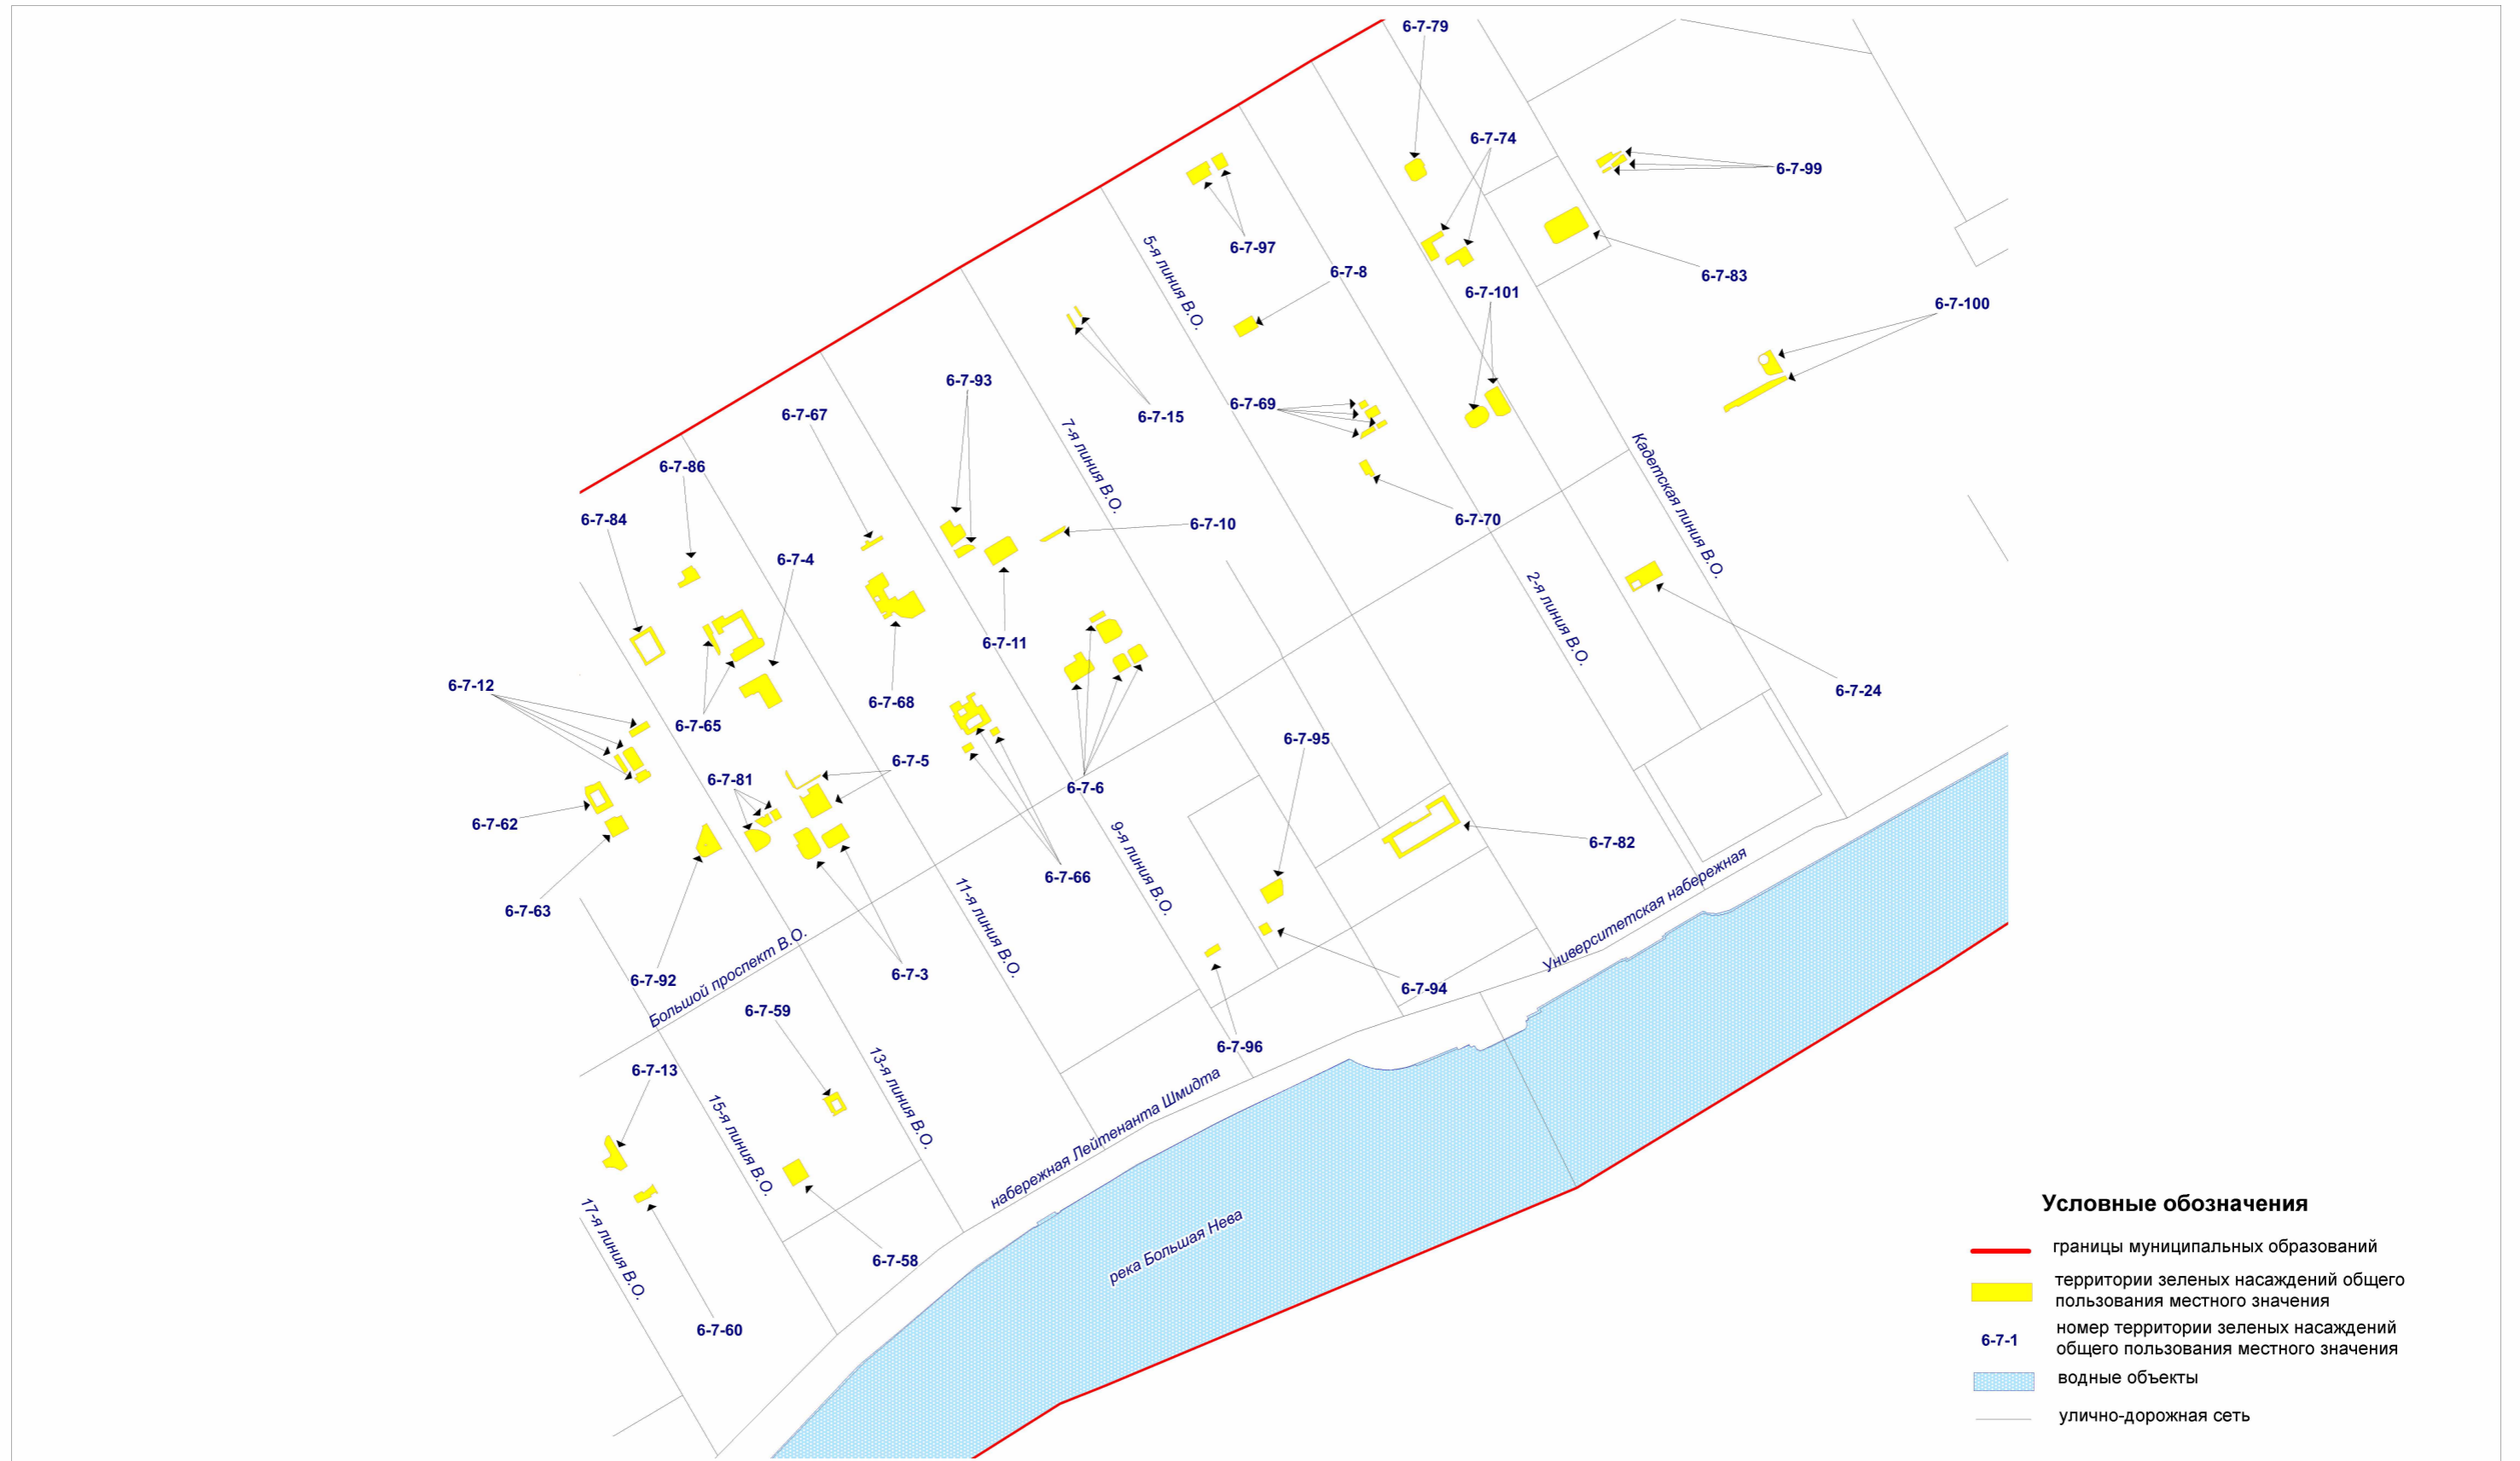 6-7-79
6-7-74
6-7-99
6-7-97
5-я линия В.О.
6-7-8
6-7-83
6-7-101
6-7-100
6-7-93
6-7-69
6-7-67
6-7-15
7-я линия В.О.
Кадетская линия В.О.
6-7-86
6-7-84
6-7-70
6-7-10
6-7-4
2-я линия В.О.
6-7-11
6-7-12
6-7-24
6-7-68
6-7-65
6-7-95
6-7-5
6-7-81
6-7-6
6-7-62
9-я линия В.О.
6-7-82
6-7-66
6-7-63
11-я линия В.О.
Университетская набережная
6-7-92
Большой проспект В.О.
6-7-3
6-7-94
6-7-59
6-7-96
6-7-13
13-я линия В.О.
15-я линия В.О.
набережная Лейтенанта Шмидта
17-я линия В.О.
река Большая Нева
6-7-58
6-7-60
Условные обозначения
границы муниципальных образований
территории зеленых насаждений общего
пользования местного значения
6-7-1
номер территории зеленых насаждений
общего пользования местного значения
водные объекты
улично-дорожная сеть